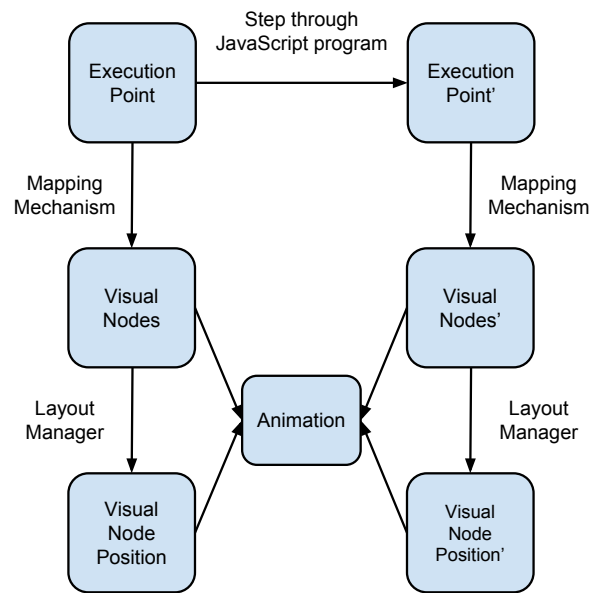 Step through
JavaScript program
Execution
Point
Execution
Point’
Mapping
Mechanism
Mapping
Mechanism
Visual
Nodes
Visual
Nodes’
Animation
Layout
Manager
Layout
Manager
Visual
Node
Position
Visual
Node
Position’